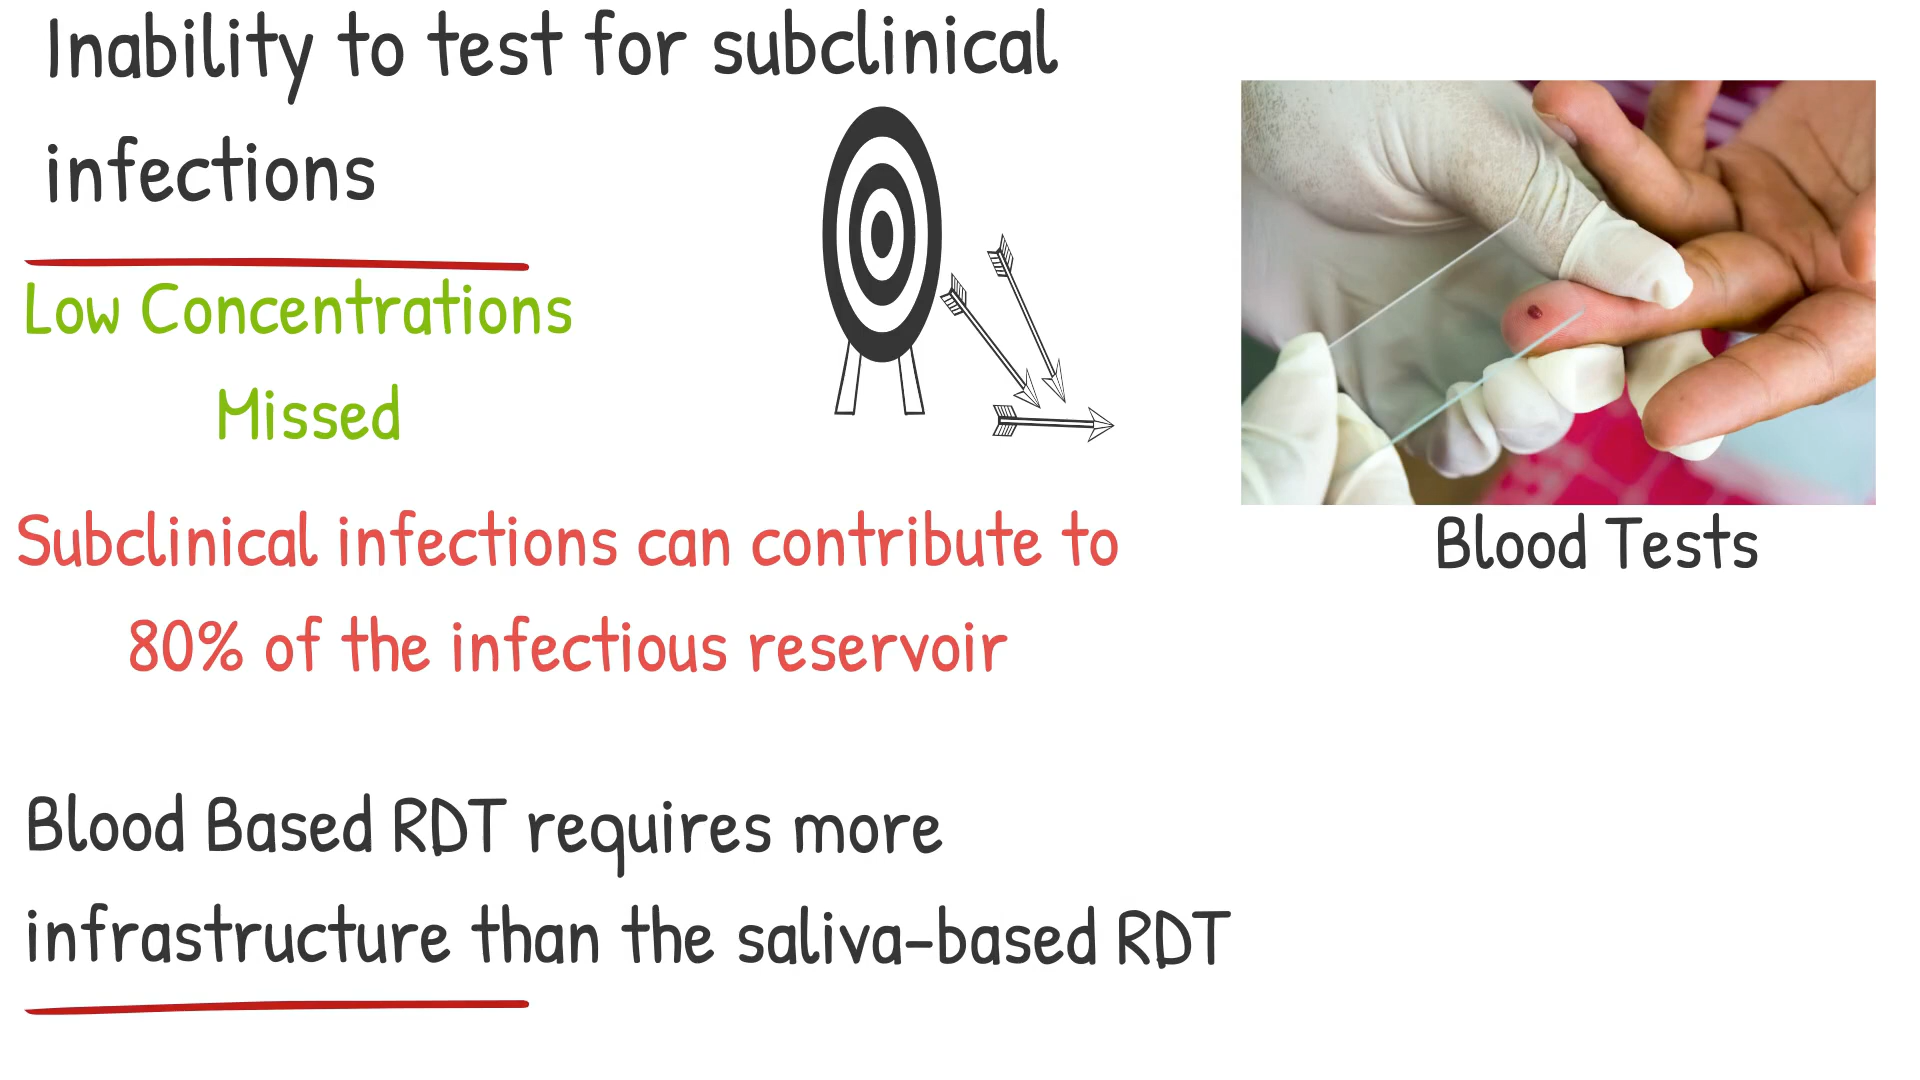 Inability to test for subclinical
infections
Low Concentrations
Missed
Subclinical infections can contribute to
80% of the infectious reservoir
Blood Tests
Blood Based RDT requires more
infrastructure than the saliva-based RDT